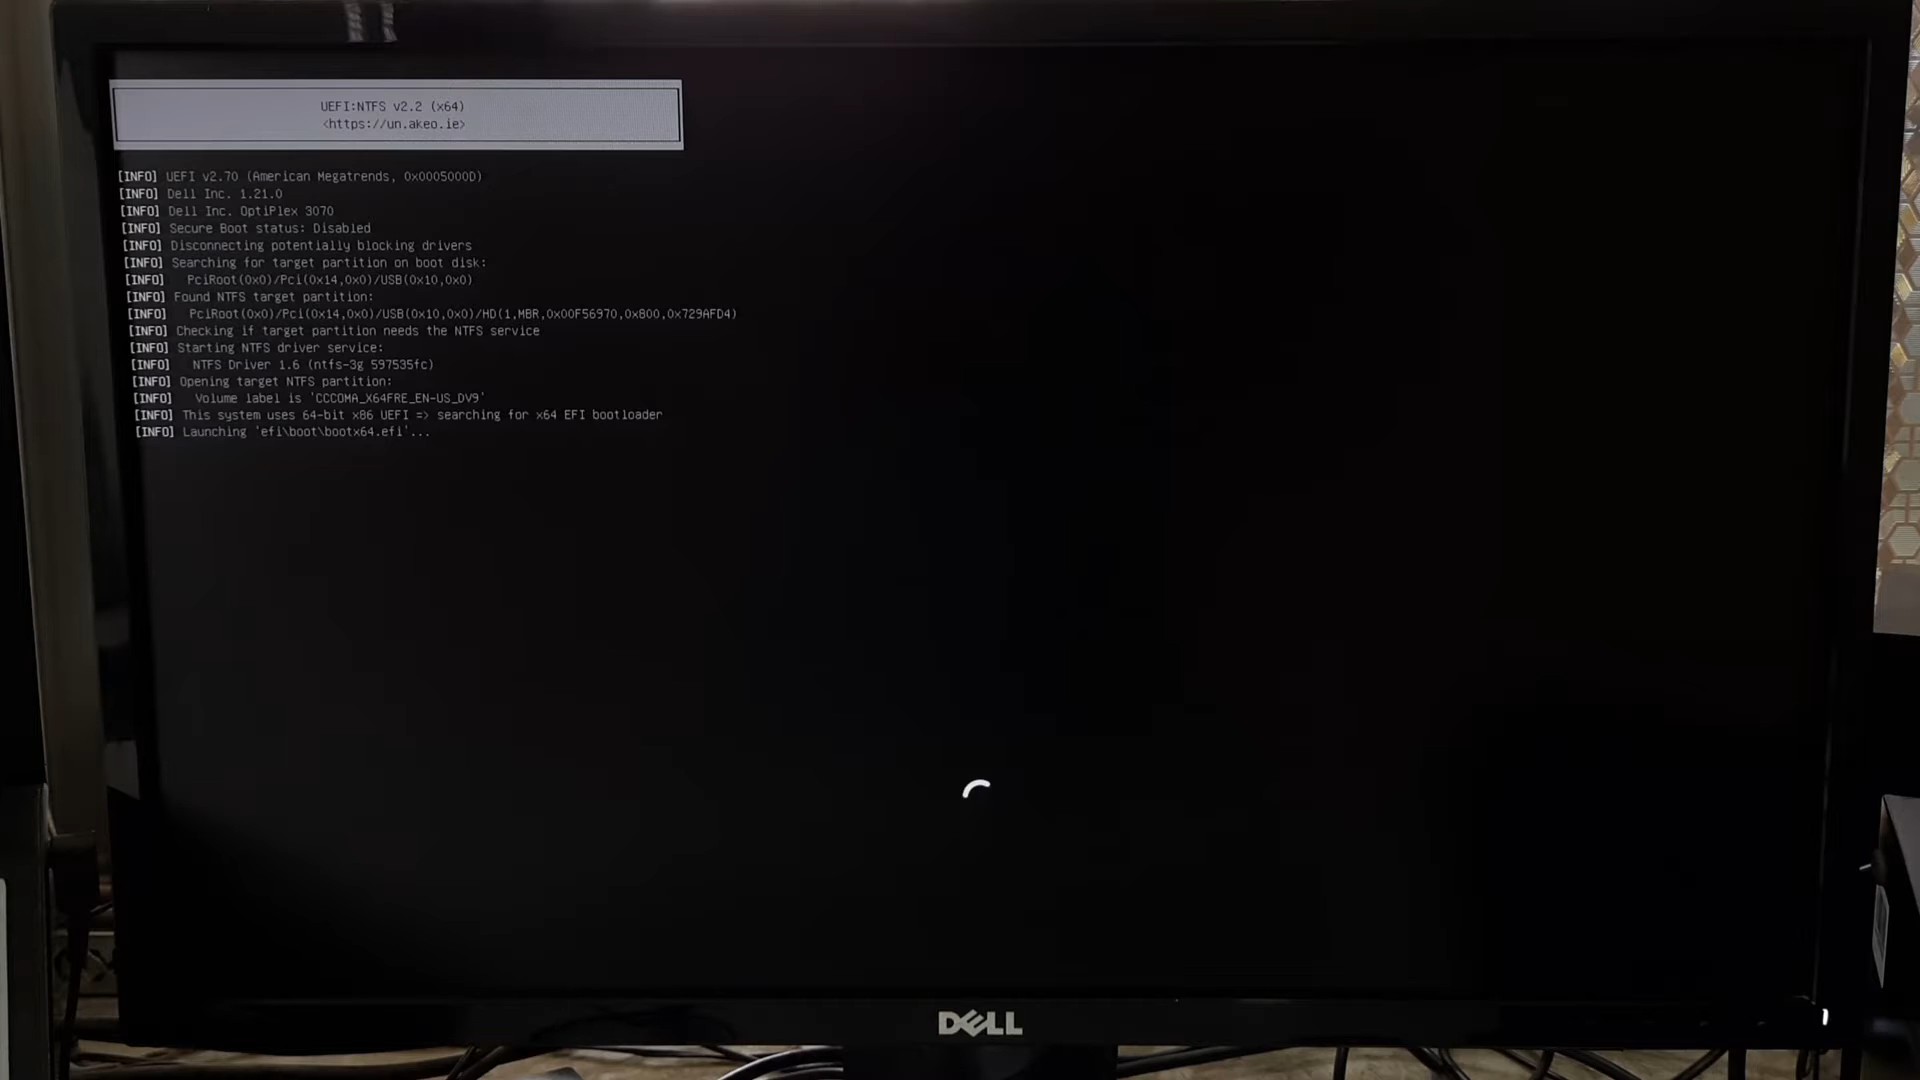 UEFI:NTFS v2.2 (x64)
<https://un.akeo.ie>
[INFO] UEFI v2.70 (American Megatrends, 0x0005000D)
[INFO] Dell Inc. 1.21.0
[INFO] Dell Inc. OptiPlex 3070
[INFO] Secure Boot status: Disabled
[INFO] Disconnecting potentially blocking drivers
[INFO] Searching for target partition on boot disk:
[INFO]   PciRoot(0x0)/Pci(0x14,0x0)/USB(0x10,0x0)
[INFO] Found NTFS target partition:
[INFO]   PciRoot(0x0)/Pci(0x14,0x0)/USB(0x10,0x0)/HD(1,MBR,0x00F56970,0x800,0x729AFD4)
[INFO] Checking if target partition needs the NTFS service
[INFO] Starting NTFS driver service:
[INFO]   NTFS Driver 1.6 (ntfs-3g 597535fc)
[INFO] Opening target NTFS partition:
[INFO]   Volume label is 'CCCOMA_X64FRE_EN-US_DV9'
[INFO] This system uses 64-bit x86 UEFI => searching for x64 EFI bootloader
[INFO] Launching 'efi\boot\bootx64.efi'...
DELL